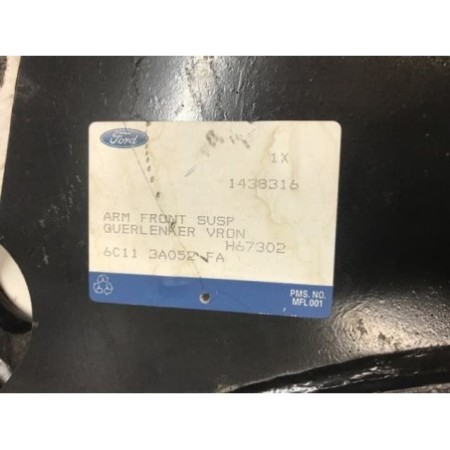 Ford
1X
1438316
ARM FRONT SUSP
QUERLENKER VRON
H67302
6C11 3A052 FA
PMS. NO.
MFL 001